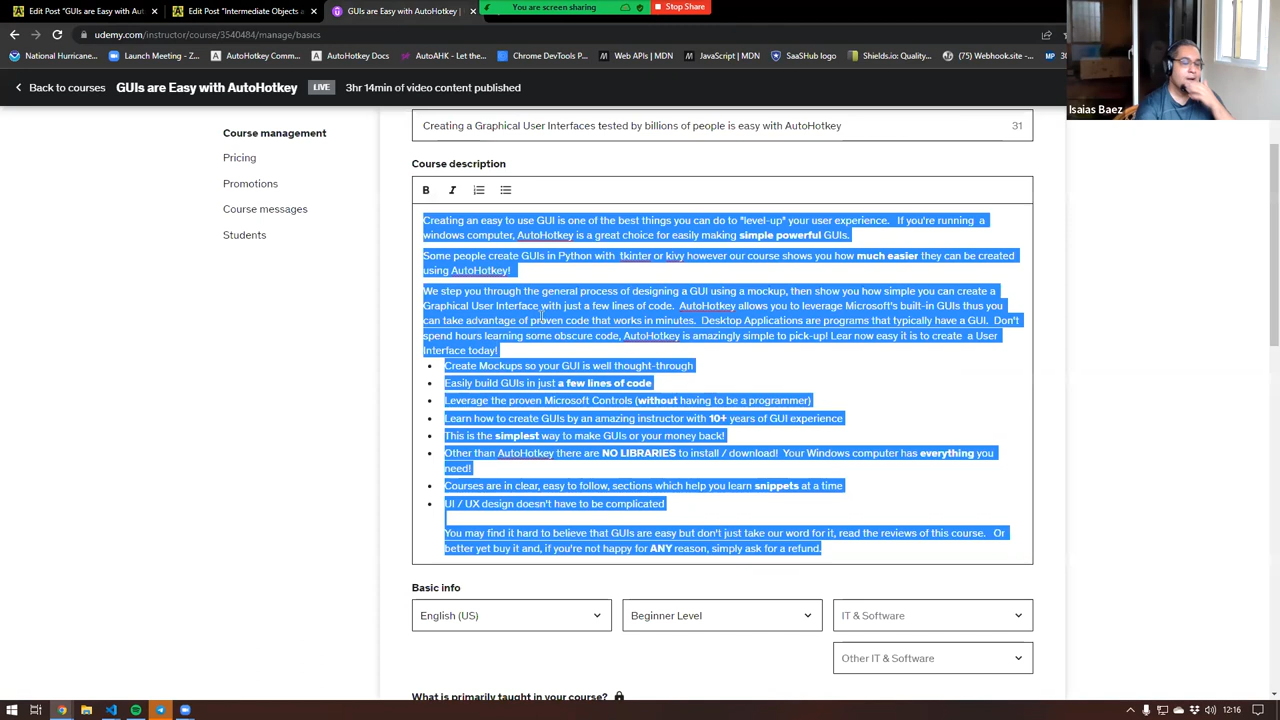 Edit Post "GUIs are Easy with Aut
Edit Post "Intermediate Objects a
GUIs are Easy with AutoHotkey |
You are screen sharing
Stop Share
udemy.com/instructor/course/3540484/manage/basics
National Hurricane...
Launch Meeting - Z...
AutoHotkey Comm...
AutoHotkey Docs
AutoAHK - Let the...
Chrome DevTools P...
Web APIs | MDN
JavaScript | MDN
SaaSHub logo
Shields.io: Quality...
(75) Webhook.site -...
Back to courses
GUIs are Easy with AutoHotkey
LIVE
3hr 14min of video content published
Isaias Baez
Course management
Pricing
Promotions
Course messages
Students
Creating a Graphical User Interfaces tested by billions of people is easy with AutoHotkey
31
Course description
B I
Creating an easy to use GUI is one of the best things you can do to "level-up" your user experience. If you're running a
windows computer, AutoHotkey is a great choice for easily making simple powerful GUIs.
Some people create GUIs in Python with tkinter or kivy however our course shows you how much easier they can be created
using AutoHotkey!
We step you through the general process of designing a GUI using a mockup, then show you how simple you can create a
Graphical User Interface with just a few lines of code. AutoHotkey allows you to leverage Microsoft's built-in GUIs thus you
can take advantage of proven code that works in minutes. Desktop Applications are programs that typically have a GUI. Don't
spend hours learning some obscure code, AutoHotkey is amazingly simple to pick-up! Lear now easy it is to create a User
Interface today!
• Create Mockups so your GUI is well thought-through
• Easily build GUIs in just a few lines of code
• Leverage the proven Microsoft Controls (without having to be a programmer)
• Learn how to create GUIs by an amazing instructor with 10+ years of GUI experience
• This is the simplest way to make GUIs or your money back!
• Other than AutoHotkey there are NO LIBRARIES to install / download! Your Windows computer has everything you
need!
• Courses are in clear, easy to follow, sections which help you learn snippets at a time
• UI / UX design doesn't have to be complicated
You may find it hard to believe that GUIs are easy but don't just take our word for it, read the reviews of this course. Or
better yet buy it and, if you're not happy for ANY reason, simply ask for a refund.
Basic info
English (US)
Beginner Level
IT & Software
Other IT & Software
What is primarily taught in your course?
12:16